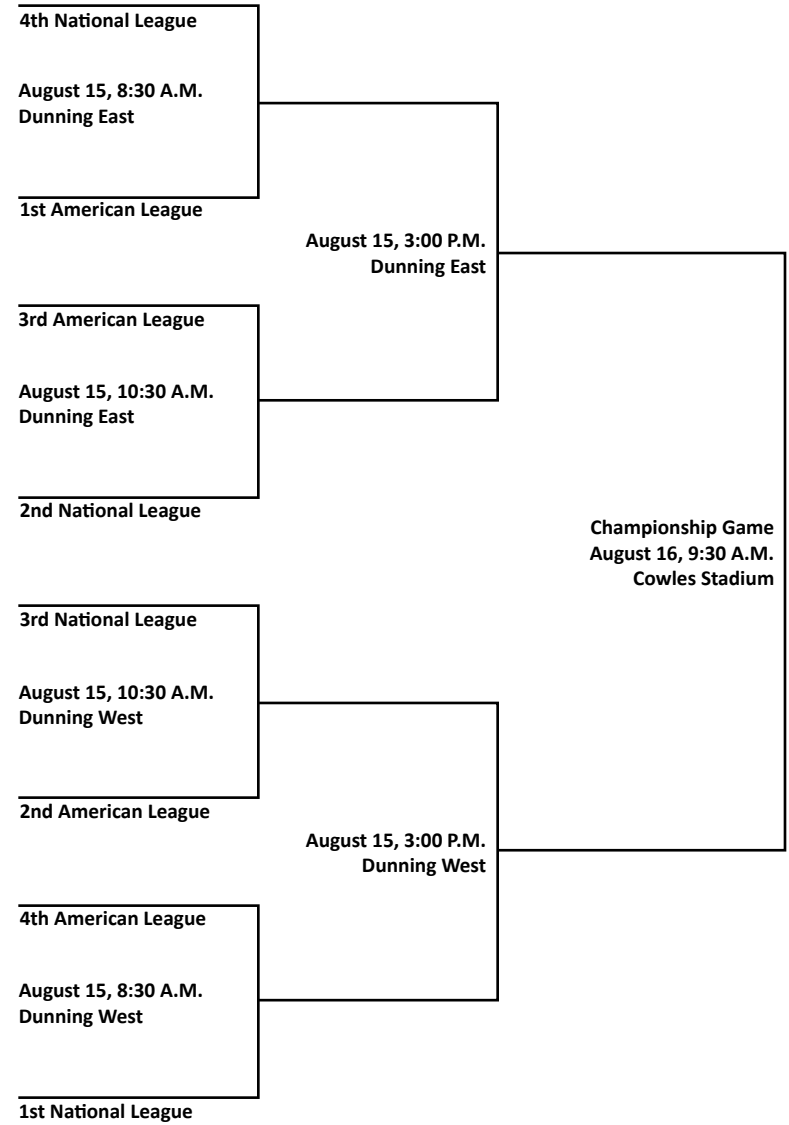 4th National League
August 15, 8:30 A.M.
Dunning East
1st American League
August 15, 3:00 P.M.
Dunning East
3rd American League
August 15, 10:30 A.M.
Dunning East
2nd National League
Championship Game
August 16, 9:30 A.M.
Cowles Stadium
3rd National League
August 15, 10:30 A.M.
Dunning West
2nd American League
August 15, 3:00 P.M.
Dunning West
4th American League
August 15, 8:30 A.M.
Dunning West
1st National League